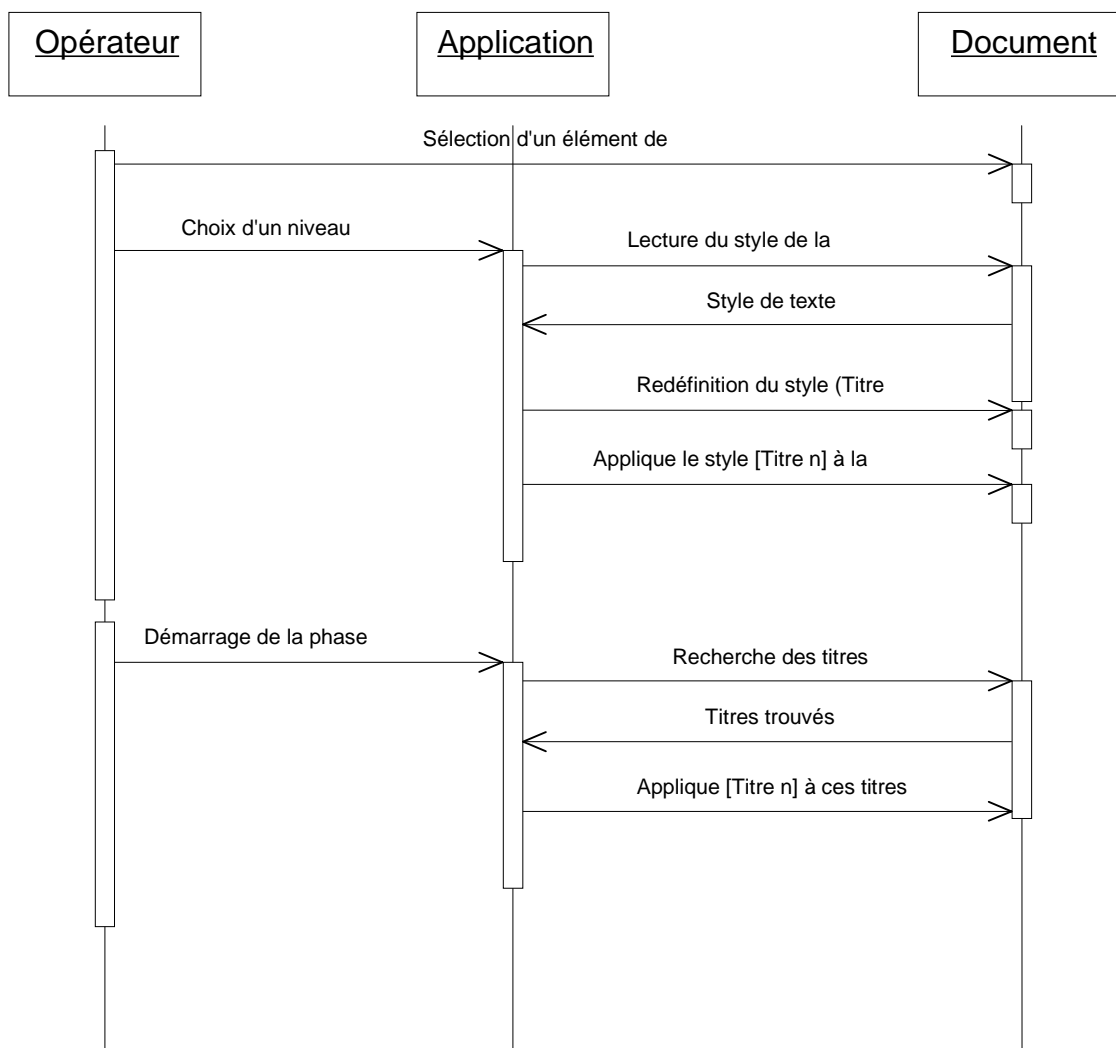 Opérateur
Application
Document
Sélection d'un élément de
Choix d'un niveau
Lecture du style de la
Style de texte
Redéfinition du style (Titre
Applique le style [Titre n] à la
Démarrage de la phase
Recherche des titres
Titres trouvés
Applique [Titre n] à ces titres